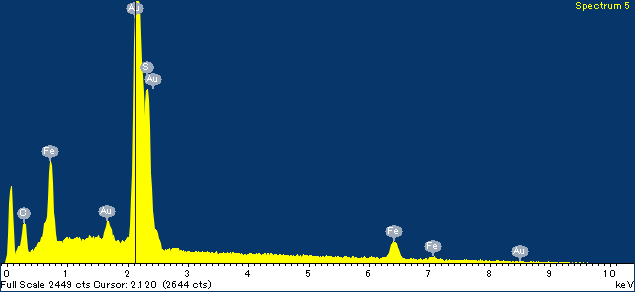 Spectrum 5
Au
S
Au
Fe
C
Au
Fe
Fe
Au
0 1 2 3 4 5 6 7 8 9 10
Full Scale 2449 cts Cursor: 2.120 (2644 cts) keV